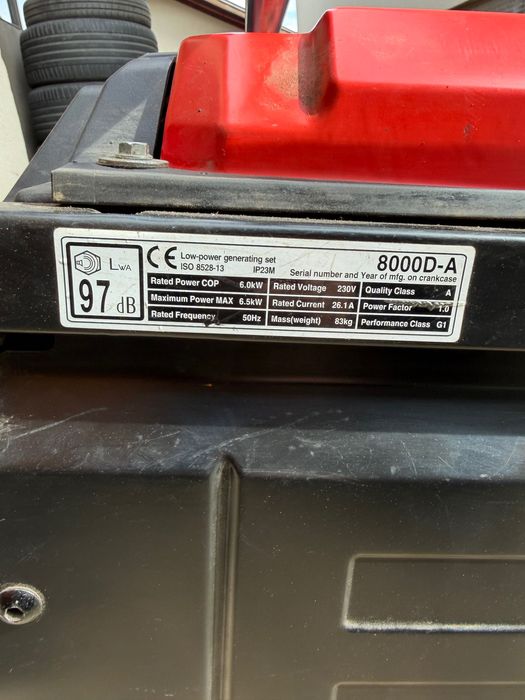 LWA
97 dB
CE Low-power generating set
ISO 8528-13 IP23M
8000D-A
Serial number and Year of mfg. on crankcase
Rated Power COP 6.0kW Rated Voltage 230V Quality Class A
Maximum Power MAX 6.5kW Rated Current 26.1A Power Factor 1.0
Rated Frequency 50Hz Mass(weight) 83kg Performance Class G1